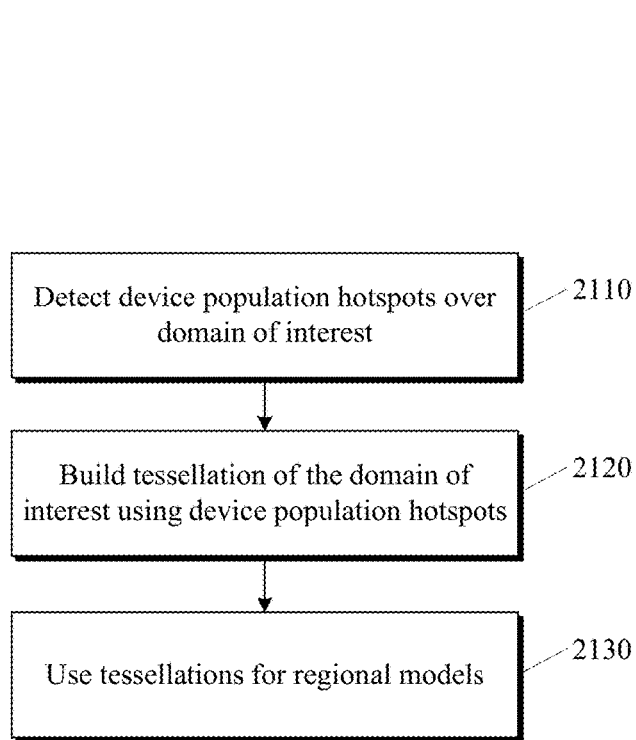 Detect device population hotspots over
domain of interest
2110
Build tessellation of the domain of
interest using device population hotspots
2120
Use tessellations for regional models
2130